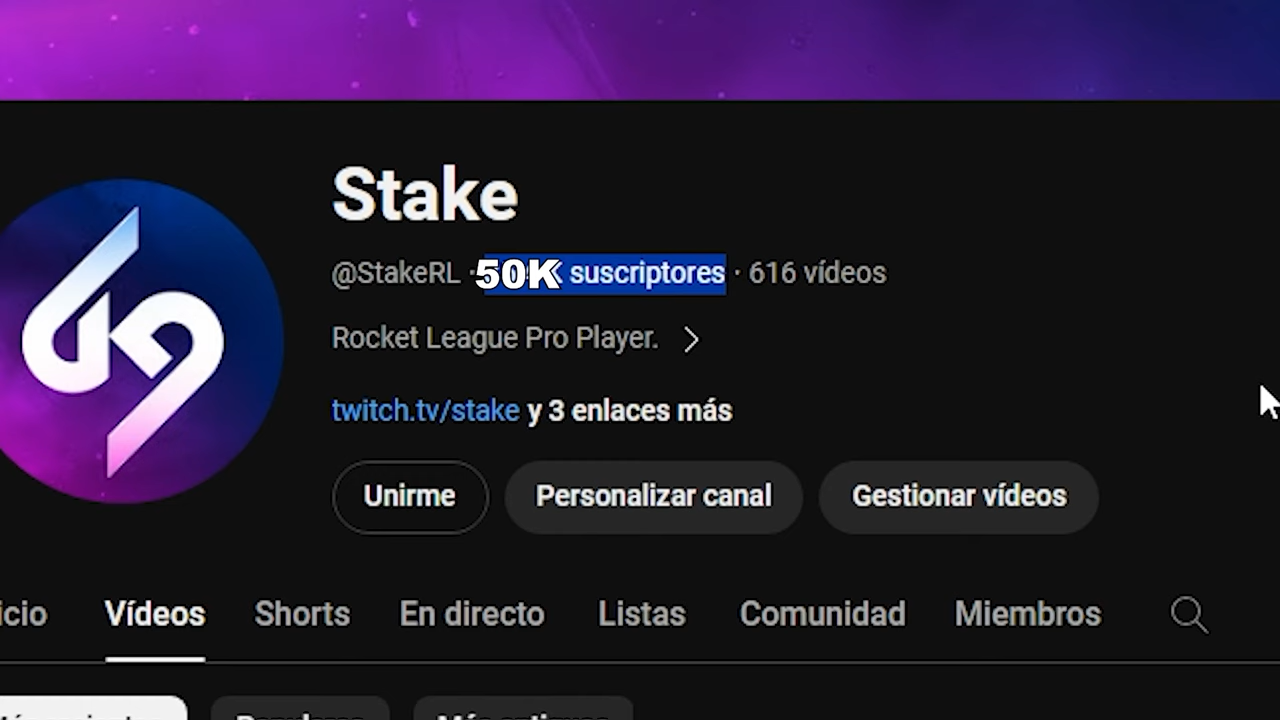 Stake
@StakeRL · 50K suscriptores · 616 vídeos
Rocket League Pro Player.
twitch.tv/stake y 3 enlaces más
Unirme Personalizar canal Gestionar vídeos
icio Vídeos Shorts En directo Listas Comunidad Miembros